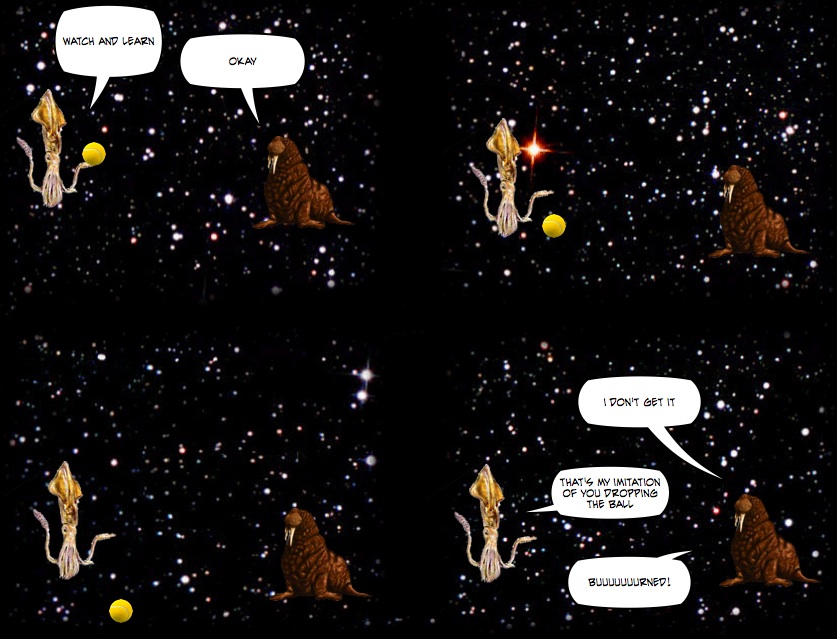 WATCH AND LEARN
OKAY
I DON'T GET IT
THAT'S MY IMITATION
OF YOU DROPPING
THE BALL
BUUUUUUURNED!